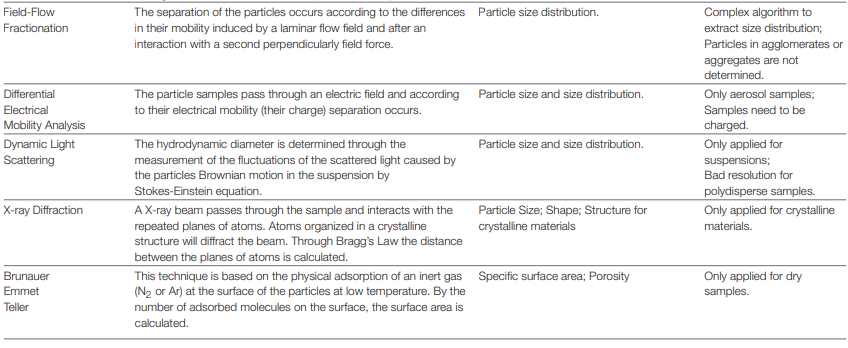 Field-Flow
Fractionation
The separation of the particles occurs according to the differences
in their mobility induced by a laminar flow field and after an
interaction with a second perpendicularly field force.
Particle size distribution.
Complex algorithm to
extract size distribution;
Particles in agglomerates or
aggregates are not
determined.
Differential
Electrical
Mobility Analysis
The particle samples pass through an electric field and according
to their electrical mobility (their charge) separation occurs.
Particle size and size distribution.
Only aerosol samples;
Samples need to be
charged.
Dynamic Light
Scattering
The hydrodynamic diameter is determined through the
measurement of the fluctuations of the scattered light caused by
the particles Brownian motion in the suspension by
Stokes-Einstein equation.
Particle size and size distribution.
Only applied for
suspensions;
Bad resolution for
polydisperse samples.
X-ray Diffraction
A X-ray beam passes through the sample and interacts with the
repeated planes of atoms. Atoms organized in a crystalline
structure will diffract the beam. Through Bragg's Law the distance
between the planes of atoms is calculated.
Particle Size; Shape; Structure for
crystalline materials
Only applied for crystalline
materials.
Brunauer
Emmet
Teller
This technique is based on the physical adsorption of an inert gas
(N₂ or Ar) at the surface of the particles at low temperature. By the
number of adsorbed molecules on the surface, the surface area is
calculated.
Specific surface area; Porosity
Only applied for dry
samples.